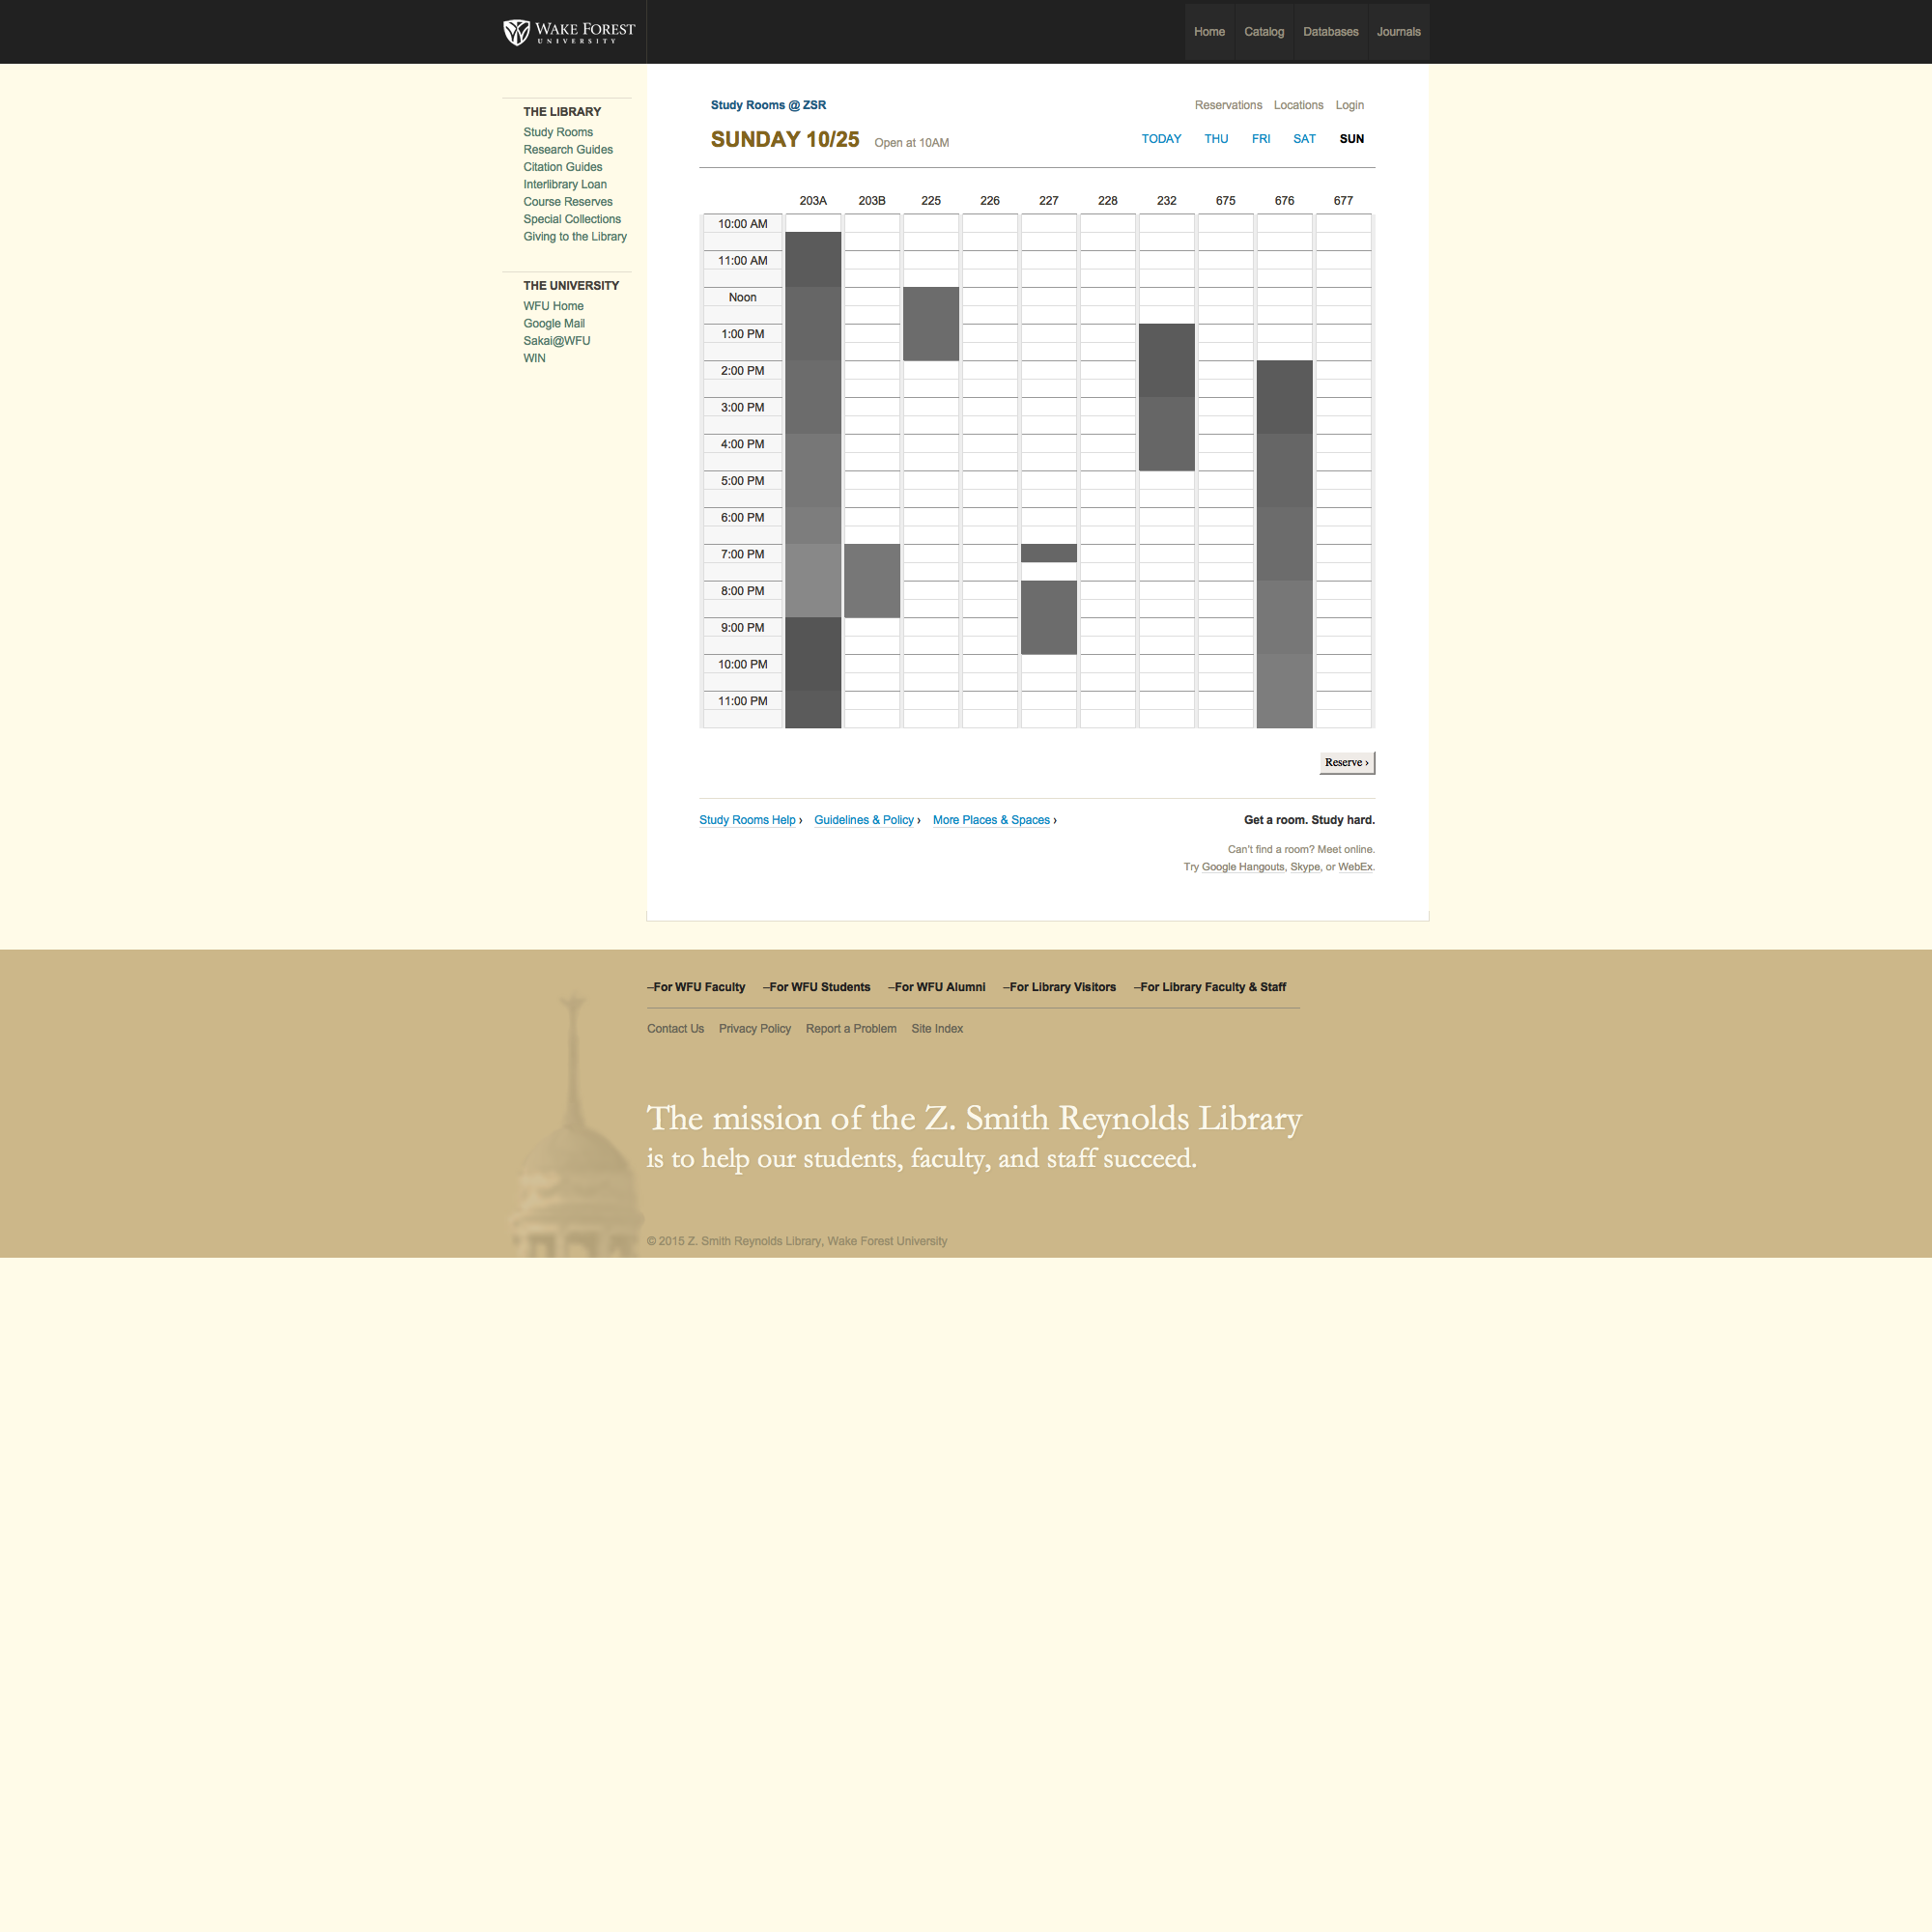 WAKE FOREST
UNIVERSITY
Home Catalog Databases Journals
THE LIBRARY
Study Rooms
Research Guides
Citation Guides
Interlibrary Loan
Course Reserves
Special Collections
Giving to the Library
THE UNIVERSITY
WFU Home
Google Mail
Sakai@WFU
WIN
Study Rooms @ ZSR
Reservations Locations Login
SUNDAY 10/25 Open at 10AM
TODAY THU FRI SAT SUN
203A 203B 225 226 227 228 232 675 676 677
10:00 AM
11:00 AM
Noon
1:00 PM
2:00 PM
3:00 PM
4:00 PM
5:00 PM
6:00 PM
7:00 PM
8:00 PM
9:00 PM
10:00 PM
11:00 PM
Reserve ›
Study Rooms Help › Guidelines & Policy › More Places & Spaces ›
Get a room. Study hard.
Can't find a room? Meet online.
Try Google Hangouts, Skype, or WebEx.
–For WFU Faculty –For WFU Students –For WFU Alumni –For Library Visitors –For Library Faculty & Staff
Contact Us Privacy Policy Report a Problem Site Index
The mission of the Z. Smith Reynolds Library
is to help our students, faculty, and staff succeed.
© 2015 Z. Smith Reynolds Library, Wake Forest University